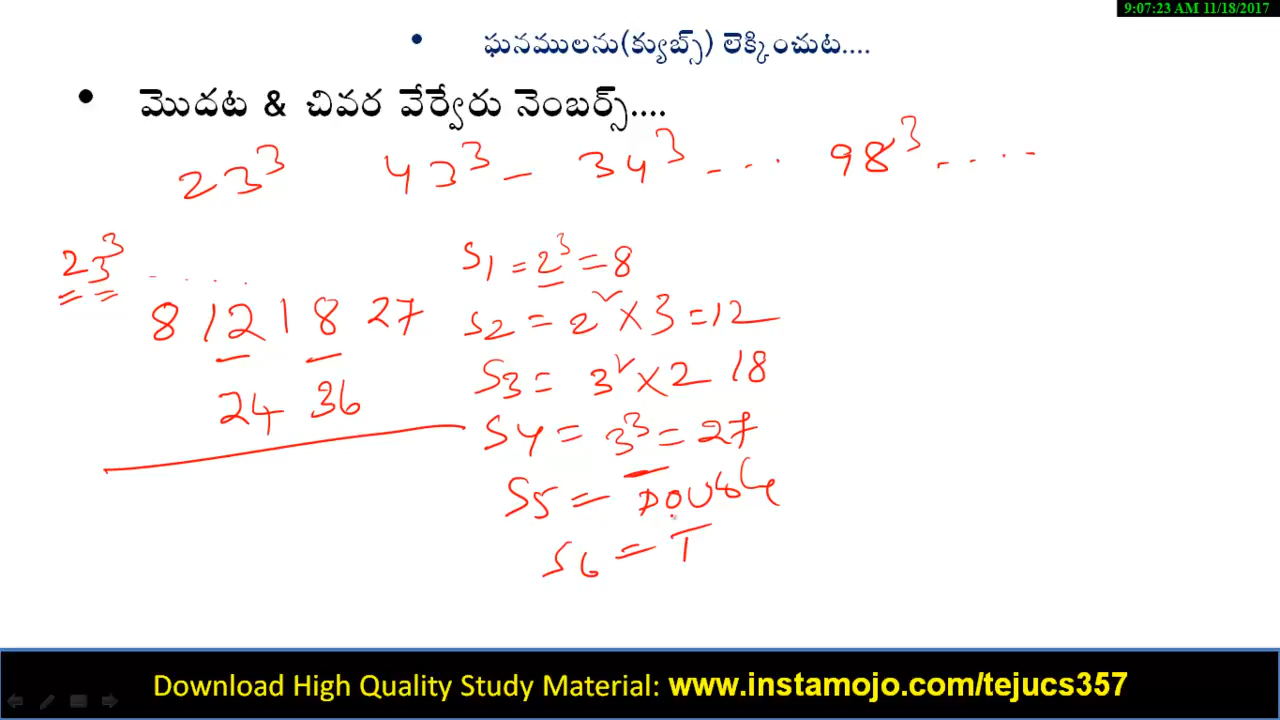 9:07:23 AM 11/18/2017
• ఘనములను(క్యుబ్స్) లెక్కించుట....
• మొదట & చివర వేర్వేరు నెంబర్స్....
23³ 43³ - 34³ ... 98³ ....
23³ .....
8 12 18 27
24 36
S1 = 2³ = 8
S2 = 2² × 3 = 12
S3 = 3² × 2 18
S4 = 3³ = 27
S5 = Double
S6 = T
Download High Quality Study Material: www.instamojo.com/tejucs357